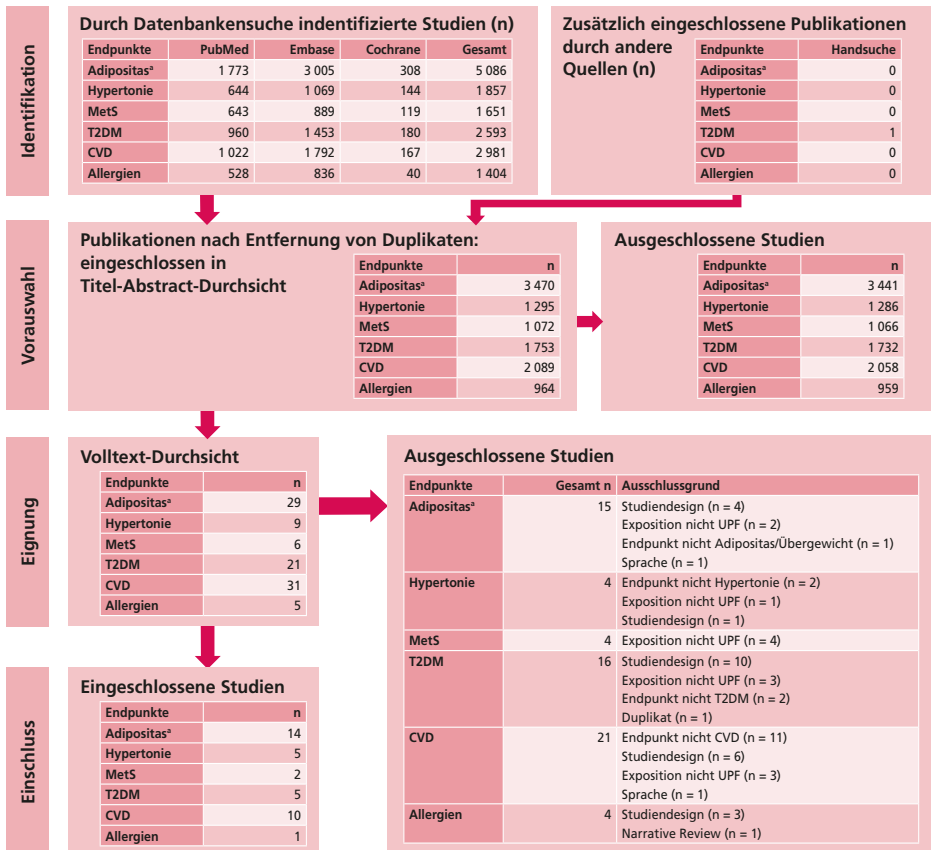 Identifikation
Durch Datenbankensuche indentifizierte Studien (n)
Endpunkte PubMed Embase Cochrane Gesamt
Adipositasᵃ 1 773 3 005 308 5 086
Hypertonie 644 1 069 144 1 857
MetS 643 889 119 1 651
T2DM 960 1 453 180 2 593
CVD 1 022 1 792 167 2 981
Allergien 528 836 40 1 404
Zusätzlich eingeschlossene Publikationen
durch andere
Quellen (n)
Endpunkte Handsuche
Adipositasᵃ 0
Hypertonie 0
MetS 0
T2DM 1
CVD 0
Allergien 0
Vorauswahl
Publikationen nach Entfernung von Duplikaten:
eingeschlossen in
Titel-Abstract-Durchsicht
Endpunkte n
Adipositasᵃ 3 470
Hypertonie 1 295
MetS 1 072
T2DM 1 753
CVD 2 089
Allergien 964
Ausgeschlossene Studien
Endpunkte n
Adipositasᵃ 3 441
Hypertonie 1 286
MetS 1 066
T2DM 1 732
CVD 2 058
Allergien 959
Eignung
Volltext-Durchsicht
Endpunkte n
Adipositasᵃ 29
Hypertonie 9
MetS 6
T2DM 21
CVD 31
Allergien 5
Ausgeschlossene Studien
Endpunkte Gesamt n Ausschlussgrund
Adipositasᵃ 15 Studiendesign (n = 4)
Exposition nicht UPF (n = 2)
Endpunkt nicht Adipositas/Übergewicht (n = 1)
Sprache (n = 1)
Hypertonie 4 Endpunkt nicht Hypertonie (n = 2)
Exposition nicht UPF (n = 1)
Studiendesign (n = 1)
MetS 4 Exposition nicht UPF (n = 4)
T2DM 16 Studiendesign (n = 10)
Exposition nicht UPF (n = 3)
Endpunkt nicht T2DM (n = 2)
Duplikat (n = 1)
CVD 21 Endpunkt nicht CVD (n = 11)
Studiendesign (n = 6)
Exposition nicht UPF (n = 3)
Sprache (n = 1)
Allergien 4 Studiendesign (n = 3)
Narrative Review (n = 1)
Einschluss
Eingeschlossene Studien
Endpunkte n
Adipositasᵃ 14
Hypertonie 5
MetS 2
T2DM 5
CVD 10
Allergien 1